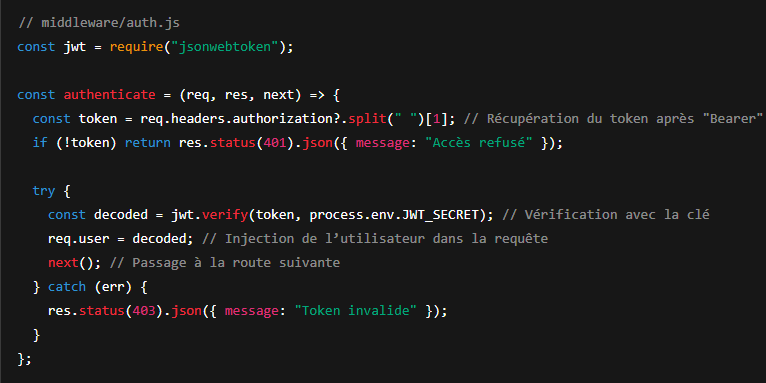 // middleware/auth.js
const jwt = require("jsonwebtoken");
const authenticate = (req, res, next) => {
const token = req.headers.authorization?.split(" ")[1]; // Récupération du token après "Bearer"
if (!token) return res.status(401).json({ message: "Accès refusé" });
try {
const decoded = jwt.verify(token, process.env.JWT_SECRET); // Vérification avec la clé
req.user = decoded; // Injection de l’utilisateur dans la requête
next(); // Passage à la route suivante
} catch (err) {
res.status(403).json({ message: "Token invalide" });
}
};